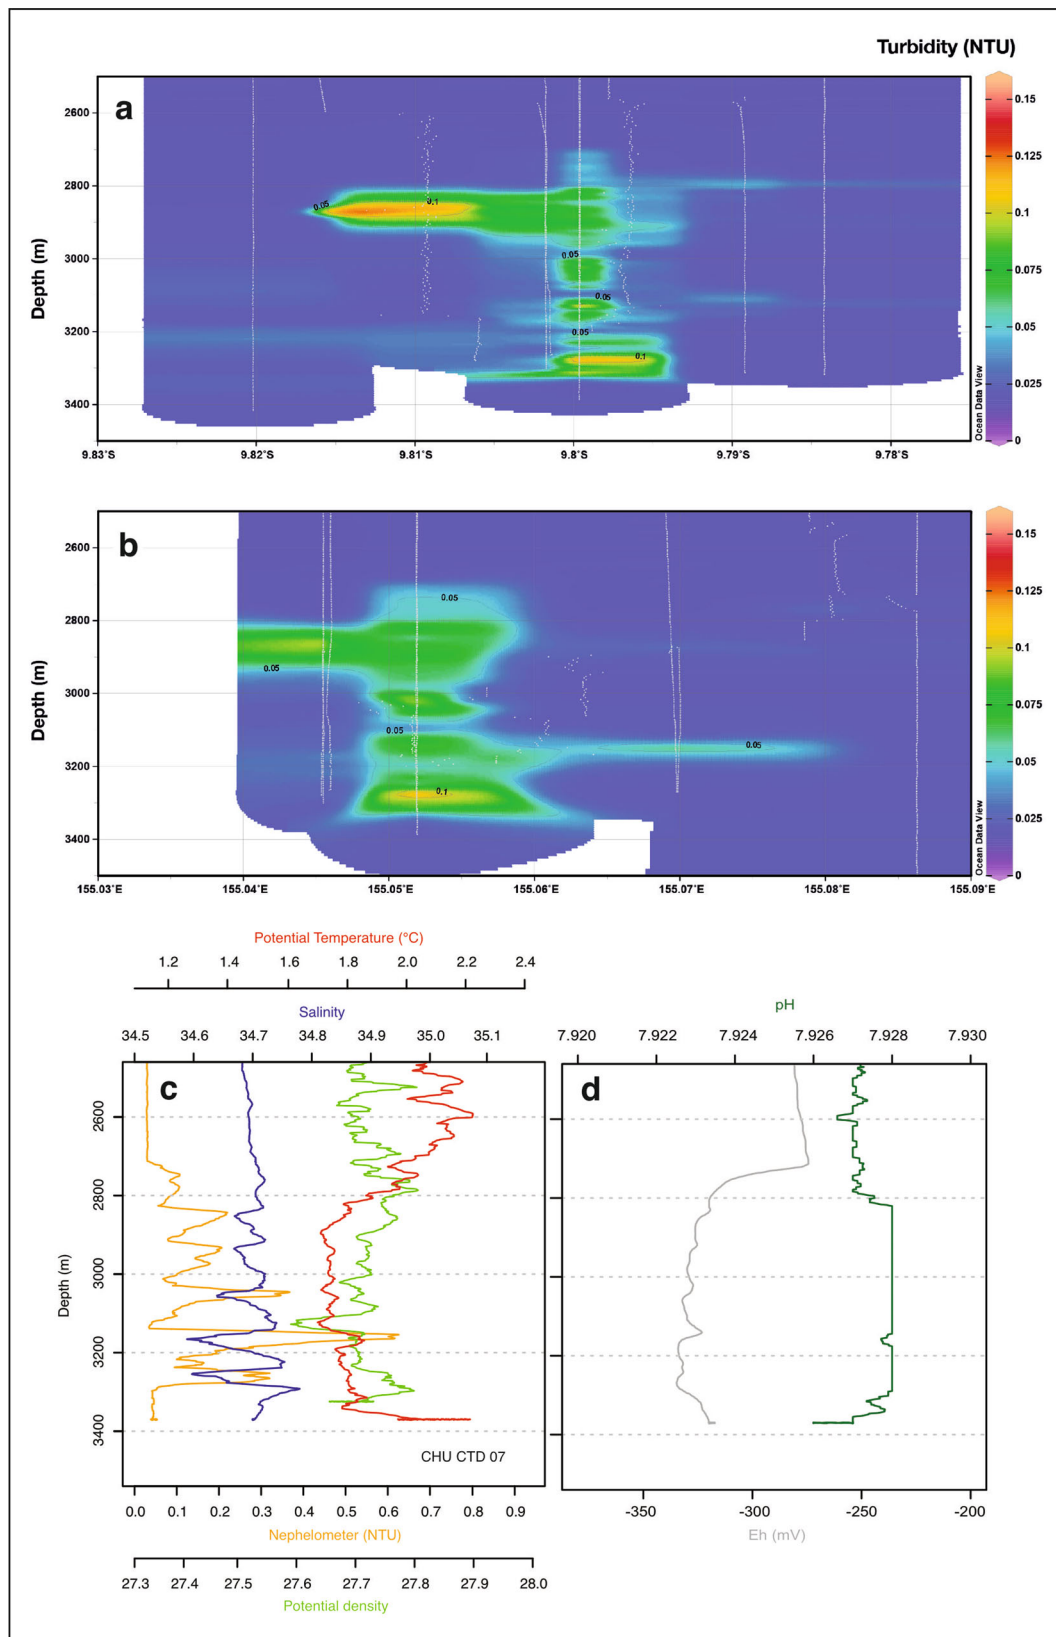 Turbidity (NTU)
a
Depth (m)
2600
2800
3000
3200
3400
0.05
0.1
0.05
0.05
0.05
0.1
9.83°S
9.82°S
9.81°S
9.8°S
9.79°S
9.78°S
Ocean Data View
0.15
0.125
0.1
0.075
0.05
0.025
0
b
Depth (m)
2600
2800
3000
3200
3400
0.05
0.05
0.05
0.05
0.1
155.03°E
155.04°E
155.05°E
155.06°E
155.07°E
155.08°E
155.09°E
Ocean Data View
0.15
0.125
0.1
0.075
0.05
0.025
0
Potential Temperature (°C)
1.2 1.4 1.6 1.8 2.0 2.2 2.4
Salinity
34.5 34.6 34.7 34.8 34.9 35.0 35.1
c
Depth (m)
2600
2800
3000
3200
3400
CHU CTD 07
0.0 0.1 0.2 0.3 0.4 0.5 0.6 0.7 0.8 0.9
Nephelometer (NTU)
27.3 27.4 27.5 27.6 27.7 27.8 27.9 28.0
Potential density
pH
7.920 7.922 7.924 7.926 7.928 7.930
d
-350 -300 -250 -200
Eh (mV)